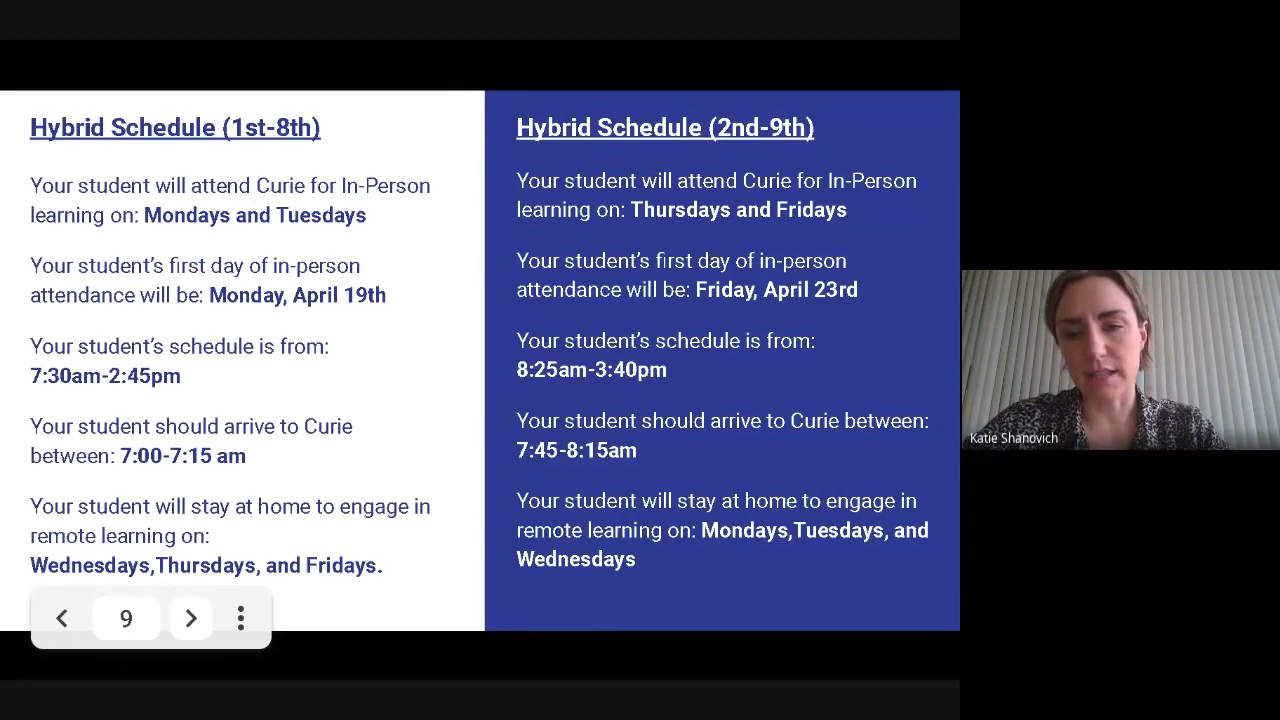 Hybrid Schedule (1st-8th)
Your student will attend Curie for In-Person
learning on: Mondays and Tuesdays
Your student's first day of in-person
attendance will be: Monday, April 19th
Your student's schedule is from:
7:30am-2:45pm
Your student should arrive to Curie
between: 7:00-7:15 am
Your student will stay at home to engage in
remote learning on:
Wednesdays,Thursdays, and Fridays.
9
Hybrid Schedule (2nd-9th)
Your student will attend Curie for In-Person
learning on: Thursdays and Fridays
Your student's first day of in-person
attendance will be: Friday, April 23rd
Your student's schedule is from:
8:25am-3:40pm
Your student should arrive to Curie between:
7:45-8:15am
Your student will stay at home to engage in
remote learning on: Mondays,Tuesdays, and
Wednesdays
Katie Shanovich